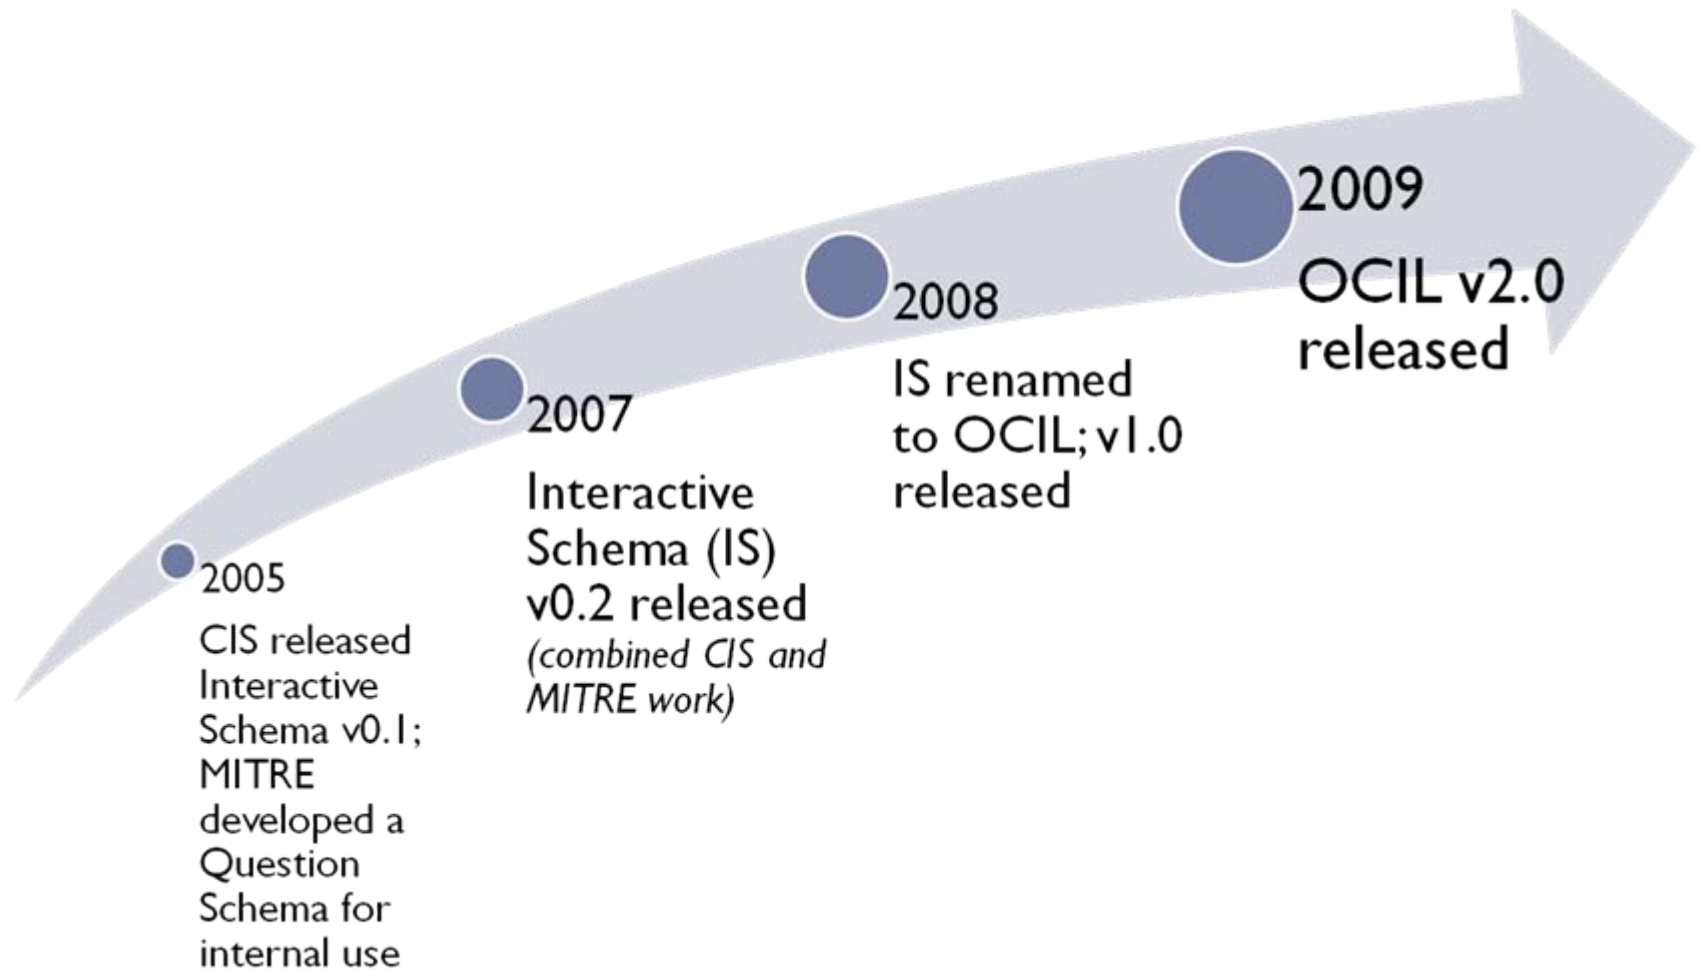 2005
CIS released
Interactive
Schema v0.1;
MITRE
developed a
Question
Schema for
internal use
2007
Interactive
Schema (IS)
v0.2 released
(combined CIS and
MITRE work)
2008
IS renamed
to OCIL; v1.0
released
2009
OCIL v2.0
released